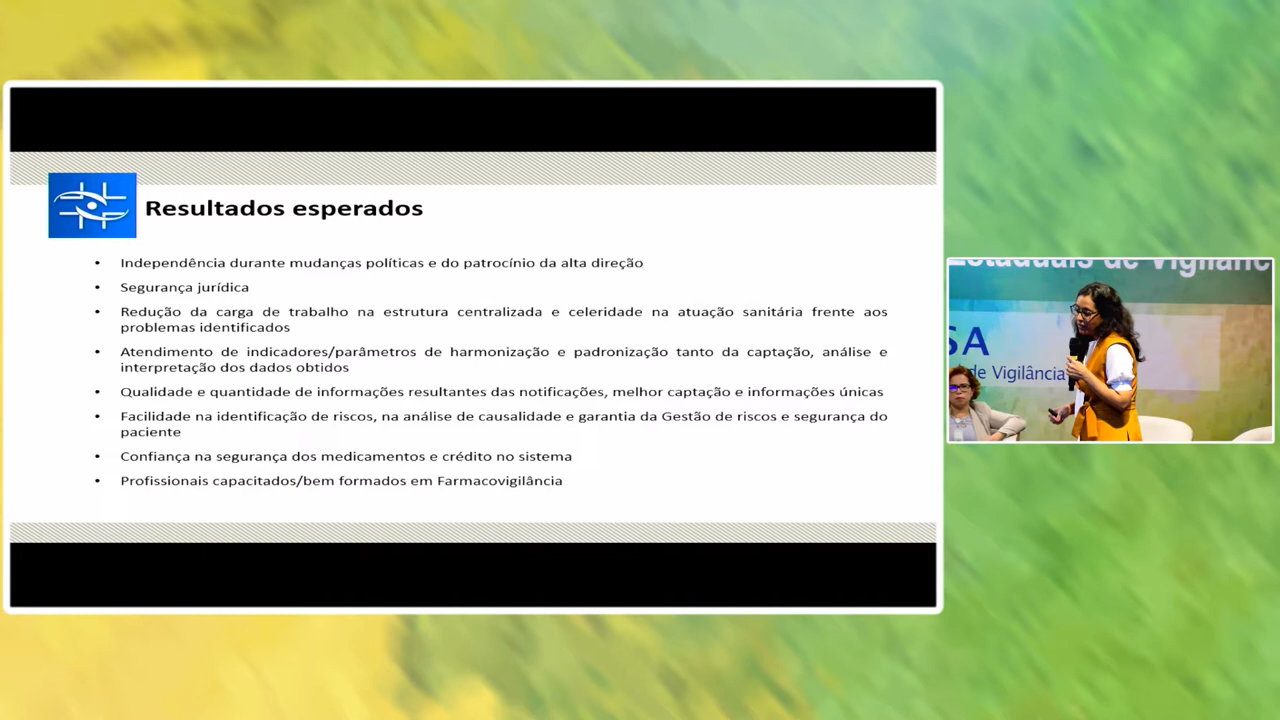 Resultados esperados
• Independência durante mudanças políticas e do patrocínio da alta direção
• Segurança jurídica
• Redução da carga de trabalho na estrutura centralizada e celeridade na atuação sanitária frente aos
problemas identificados
• Atendimento de indicadores/parâmetros de harmonização e padronização tanto da captação, análise e
interpretação dos dados obtidos
• Qualidade e quantidade de informações resultantes das notificações, melhor captação e informações únicas
• Facilidade na identificação de riscos, na análise de causalidade e garantia da Gestão de riscos e segurança do
paciente
• Confiança na segurança dos medicamentos e crédito no sistema
• Profissionais capacitados/bem formados em Farmacovigilância
Estaduais de Vigilânc
SA
de Vigilância